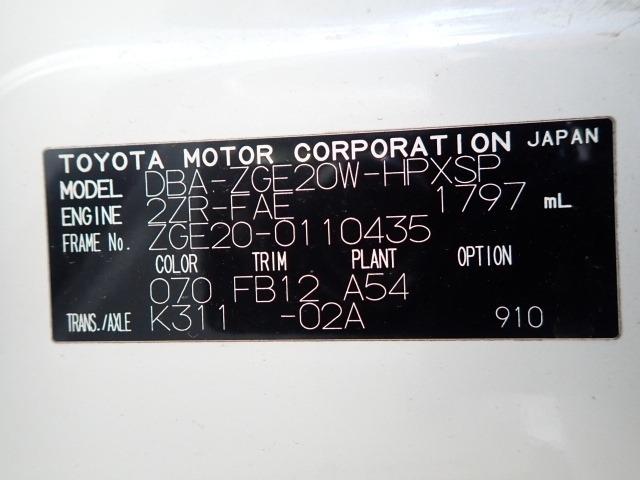 TOYOTA MOTOR CORPORATION JAPAN
MODEL DBA-ZGE20W-HPXSP
ENGINE 2ZR-FAE 1797 mL
FRAME No. ZGE20-0110435
COLOR TRIM PLANT OPTION
070 FB12 A54
TRANS./AXLE K311 -02A 910